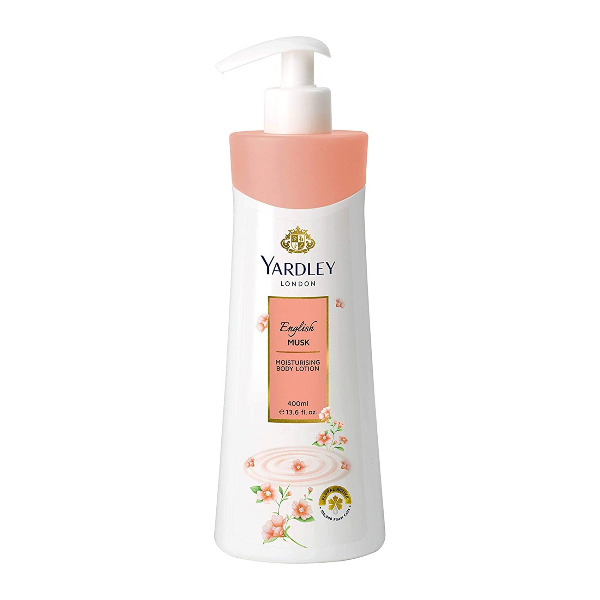 YARDLEY
LONDON
English
MUSK
MOISTURISING
BODY LOTION
400ml
℮13.6 fl. oz.